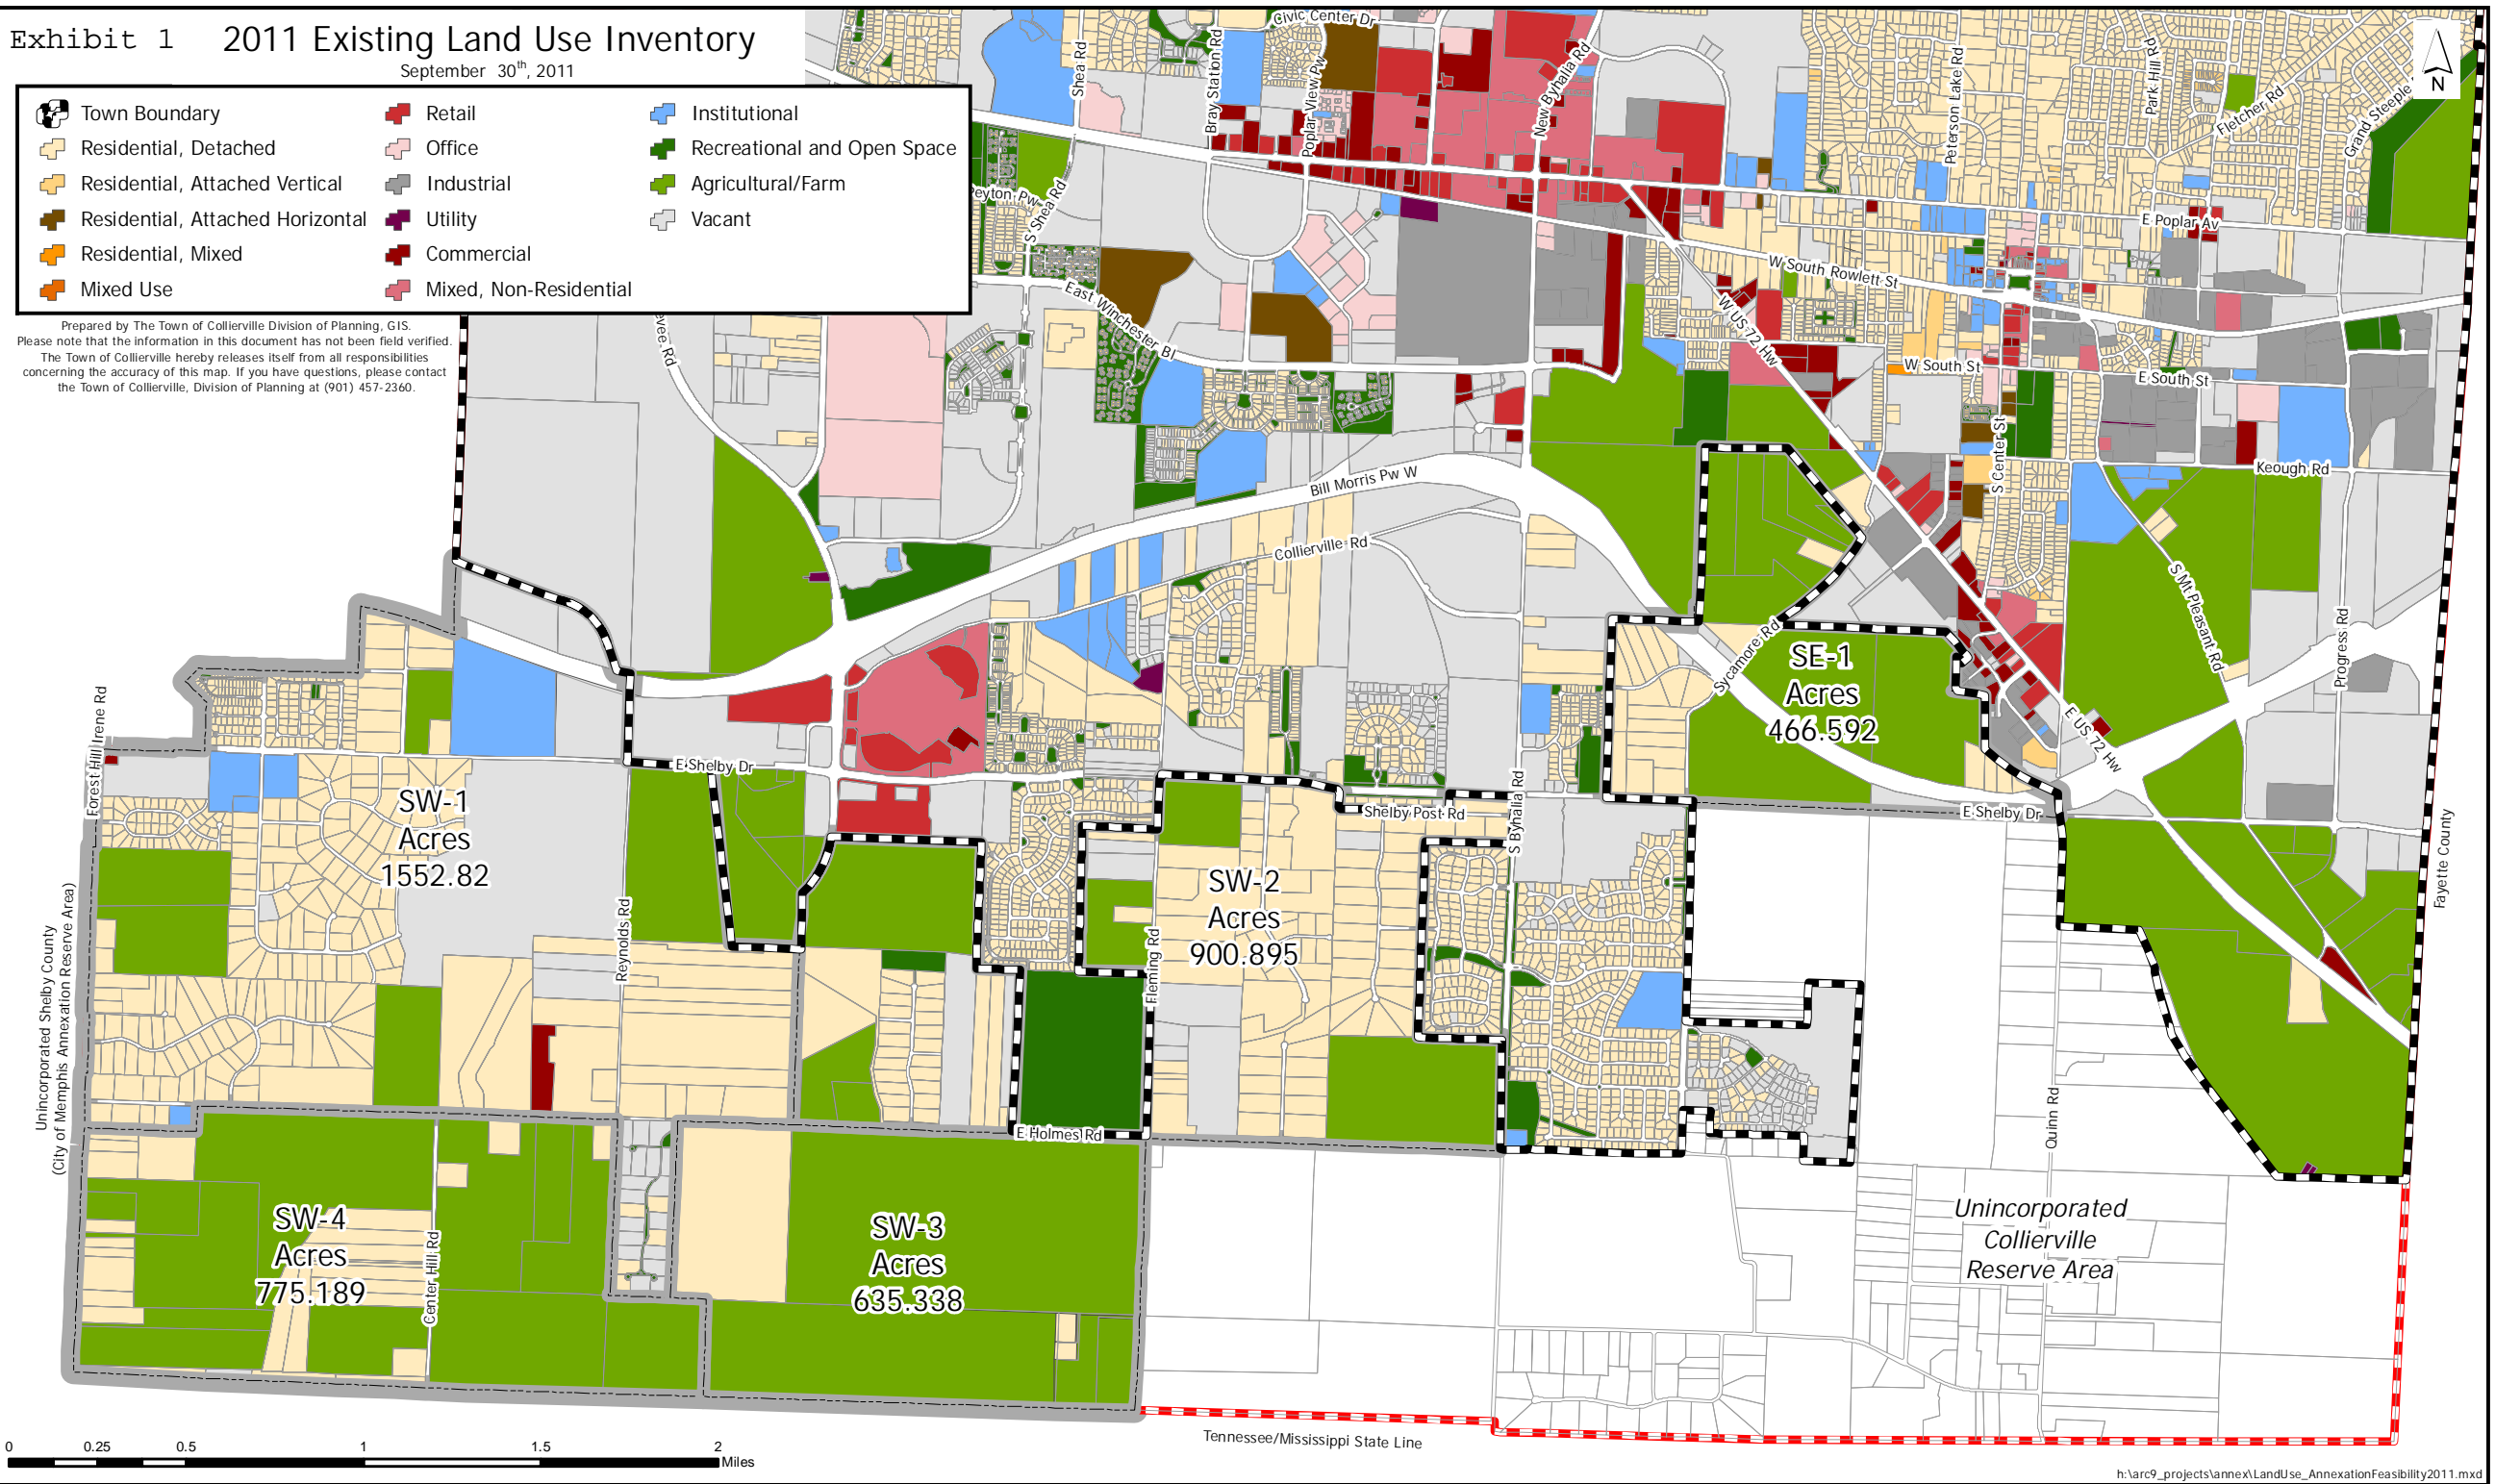 Exhibit 1
2011 Existing Land Use Inventory
September 30th, 2011
Town Boundary
Residential, Detached
Residential, Attached Vertical
Residential, Attached Horizontal
Residential, Mixed
Mixed Use
Retail
Office
Industrial
Utility
Commercial
Mixed, Non-Residential
Institutional
Recreational and Open Space
Agricultural/Farm
Vacant
Prepared by The Town of Collierville Division of Planning, GIS.
Please note that the information in this document has not been field verified.
The Town of Collierville hereby releases itself from all responsibilities
concerning the accuracy of this map. If you have questions, please contact
the Town of Collierville, Division of Planning at (901) 457-2360.
N
Civic Center Dr
Shea Rd
Bray Station Rd
Poplar View Pw
New Byhalia Rd
Peterson Lake Rd
Park Hill Rd
Fletcher Rd
Grand Steeple
E Poplar Av
eyton Pw
S Shea Rd
East Winchester Bl
W South Rowlett St
W US 72 Hw
W South St
E South St
S Center St
Keough Rd
eve Rd
Bill Morris Pw W
Collierville Rd
Sycamore Rd
S Mt Pleasant Rd
Progress Rd
E US 72 Hw
SE-1
Acres
466.592
Forest Hill Irene Rd
E Shelby Dr
Shelby Post Rd
S Byhalia Rd
E Shelby Dr
Fayette County
SW-1
Acres
1552.82
SW-2
Acres
900.895
Reynolds Rd
Fleming Rd
Unincorporated Shelby County
(City of Memphis Annexation Reserve Area)
E Holmes Rd
Quinn Rd
SW-4
Acres
775.189
Center Hill Rd
SW-3
Acres
635.338
Unincorporated
Collierville
Reserve Area
Tennessee/Mississippi State Line
0 0.25 0.5 1 1.5 2
Miles
h:\arc9_projects\annex\LandUse_AnnexationFeasibility2011.mxd